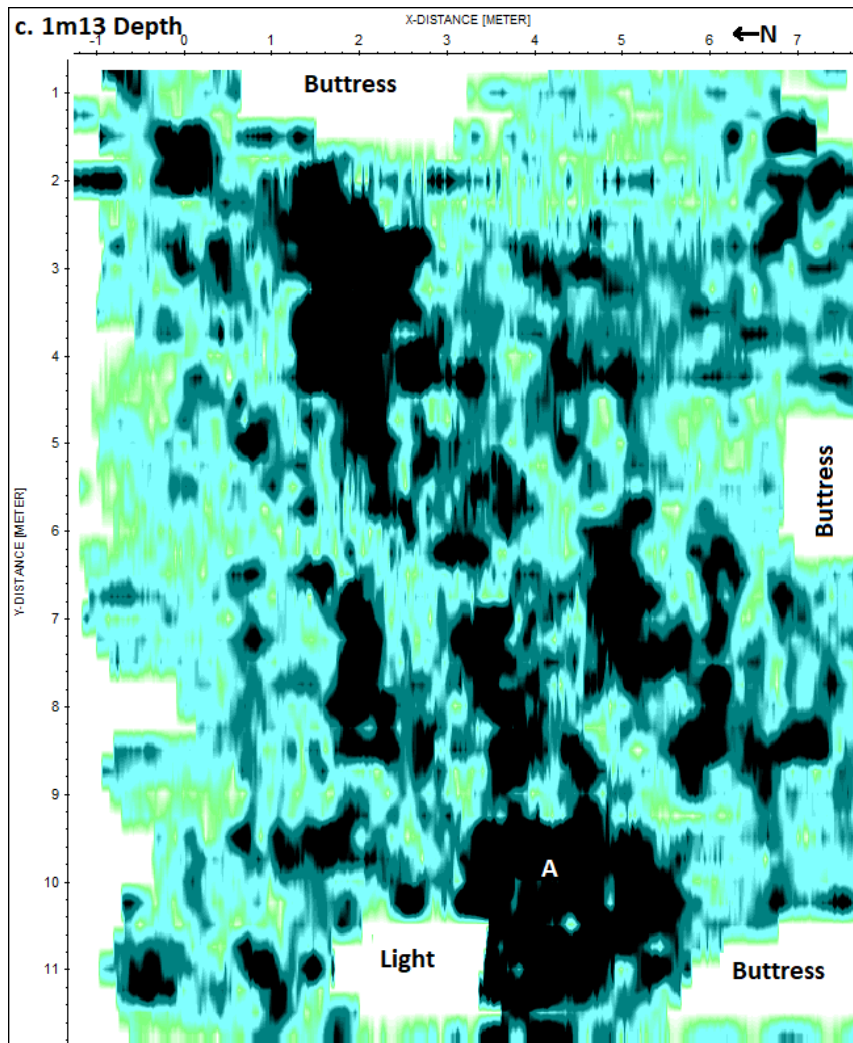 c. 1m13 Depth
X-DISTANCE [METER]
←N
-1 0 1 2 3 4 5 6 7
Buttress
Y-DISTANCE [METER]
1
2
3
4
5
6
7
8
9
10
11
Buttress
A
Light
Buttress